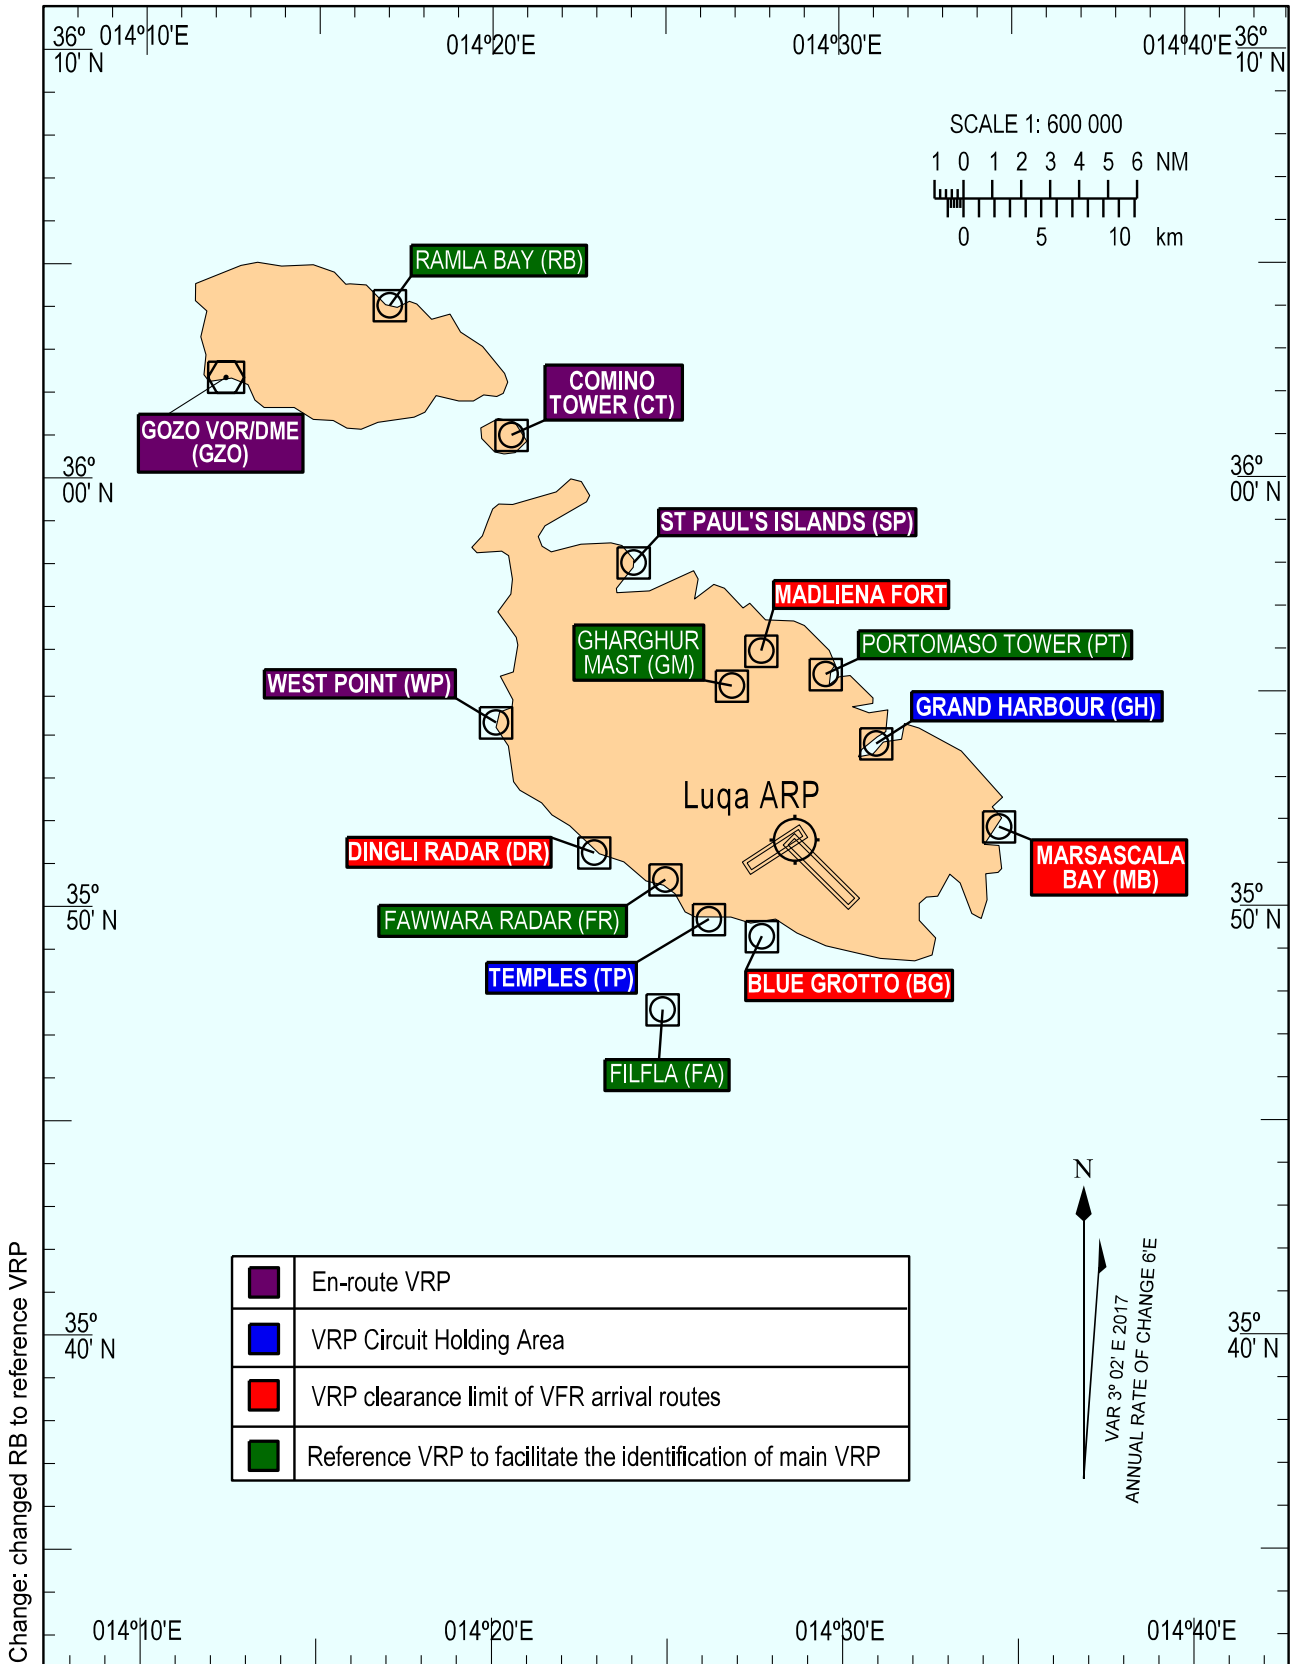 36º
10' N
014º10'E
014º20'E
014º30'E
014º40'E
36º
10' N
SCALE 1: 600 000
1 0 1 2 3 4 5 6 NM
0 5 10 km
RAMLA BAY (RB)
COMINO
TOWER (CT)
GOZO VOR/DME
(GZO)
36º
00' N
36º
00' N
ST PAUL'S ISLANDS (SP)
MADLIENA FORT
GHARGHUR
MAST (GM)
PORTOMASO TOWER (PT)
WEST POINT (WP)
GRAND HARBOUR (GH)
Luqa ARP
DINGLI RADAR (DR)
MARSASCALA
BAY (MB)
35º
50' N
35º
50' N
FAWWARA RADAR (FR)
TEMPLES (TP)
BLUE GROTTO (BG)
FILFLA (FA)
N
VAR 3º 02' E 2017
ANNUAL RATE OF CHANGE 6'E
En-route VRP
VRP Circuit Holding Area
VRP clearance limit of VFR arrival routes
Reference VRP to facilitate the identification of main VRP
35º
40' N
35º
40' N
Change: changed RB to reference VRP
014º10'E
014º20'E
014º30'E
014º40'E